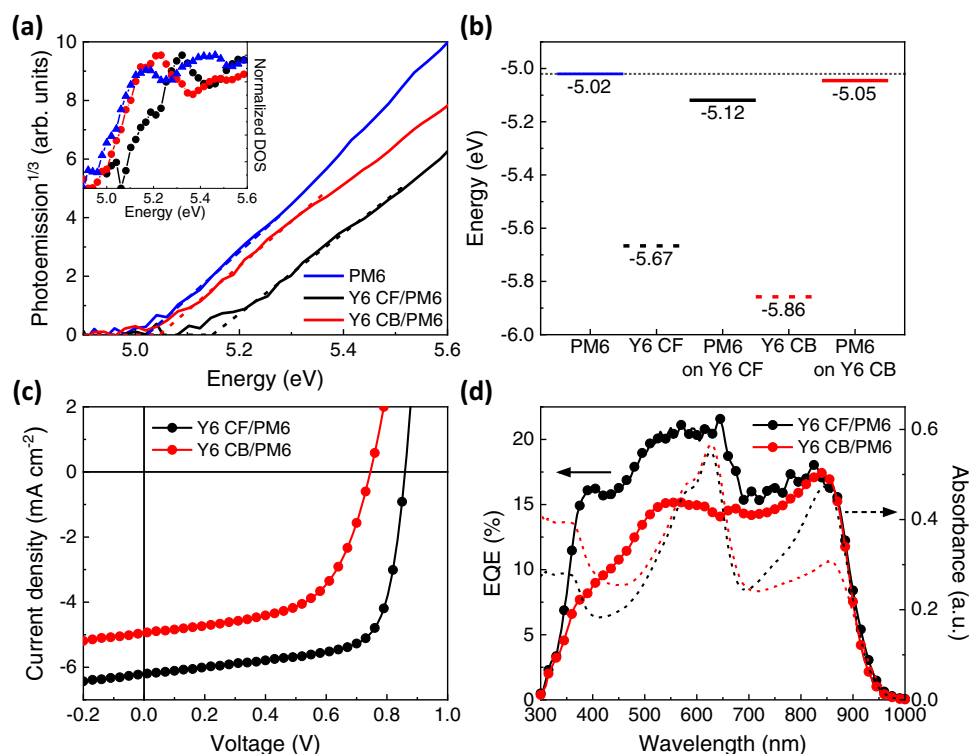 (a)
Photoemission1/3 (arb. units)
10
8
6
4
2
0
5.0
5.2
5.4
5.6
Energy (eV)
Normalized DOS
5.0
5.2
5.4
5.6
Energy (eV)
PM6
Y6 CF/PM6
Y6 CB/PM6
(b)
Energy (eV)
-5.0
-5.2
-5.4
-5.6
-5.8
-6.0
-5.02
-5.12
-5.05
-5.67
-5.86
PM6
Y6 CF
PM6
on Y6 CF
Y6 CB
PM6
on Y6 CB
(c)
Current density (mA cm-2)
2
0
-2
-4
-6
-0.2
0.0
0.2
0.4
0.6
0.8
1.0
Voltage (V)
Y6 CF/PM6
Y6 CB/PM6
(d)
EQE (%)
20
15
10
5
0
Y6 CF/PM6
Y6 CB/PM6
0.6
0.4
0.2
0.0
Absorbance (a.u.)
300
400
500
600
700
800
900
1000
Wavelength (nm)